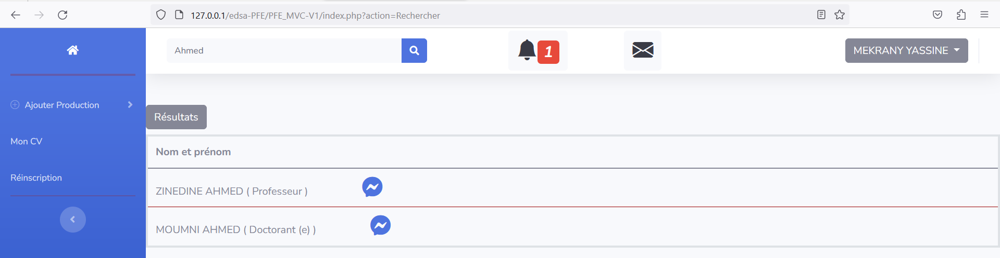 127.0.0.1/edsa-PFE/PFE_MVC-V1/index.php?action=Rechercher
Ahmed
1
MEKRANY YASSINE
Ajouter Production
Mon CV
Réinscription
Résultats
Nom et prénom
ZINEDINE AHMED ( Professeur )
MOUMNI AHMED ( Doctorant (e) )